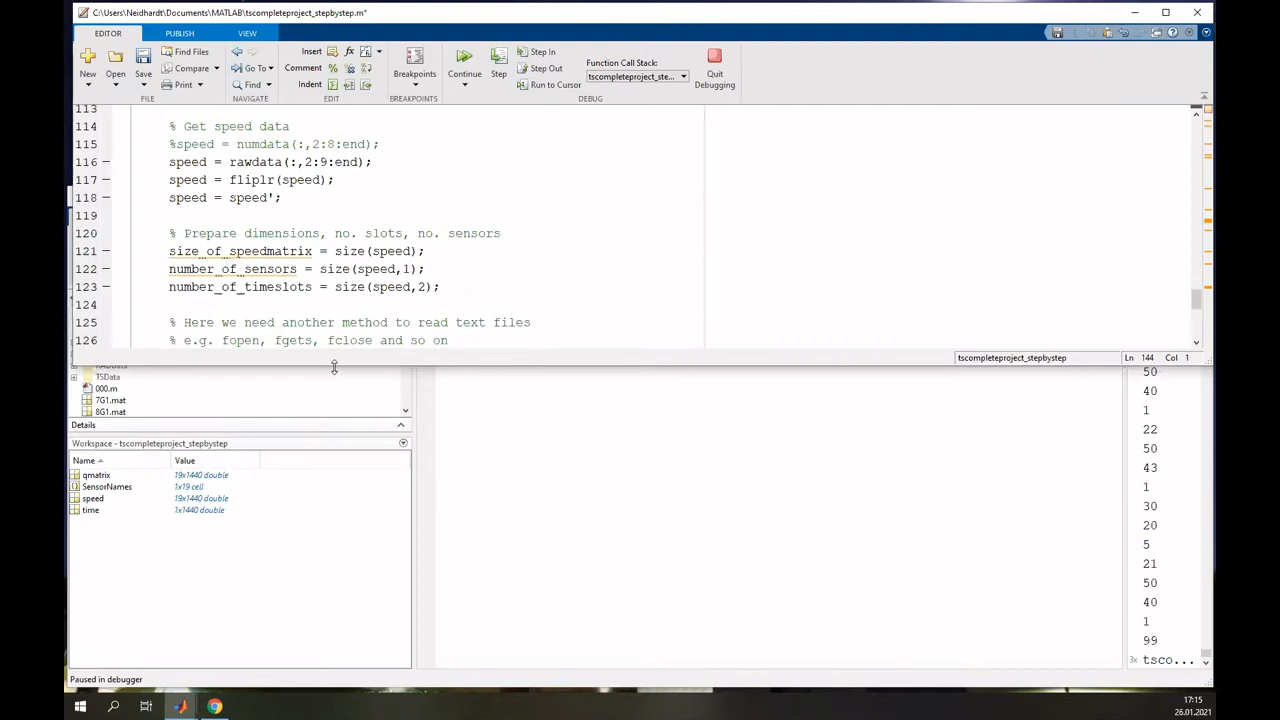 C:\Users\Neidhardt\Documents\MATLAB\tscompleteproject_stepbystep.m*
EDITOR PUBLISH VIEW
New Open Save Find Files Compare Print
FILE
Go To Find
NAVIGATE
Insert fx
Comment %
Indent
EDIT
Breakpoints
BREAKPOINTS
Continue Step Step In Step Out Run to Cursor
Function Call Stack:
tscompleteproject_ste...
Quit Debugging
DEBUG
113
114 % Get speed data
115 %speed = numdata(:,2:8:end);
116 speed = rawdata(:,2:9:end);
117 speed = fliplr(speed);
118 speed = speed';
119
120 % Prepare dimensions, no. slots, no. sensors
121 size_of_speedmatrix = size(speed);
122 number_of_sensors = size(speed,1);
123 number_of_timeslots = size(speed,2);
124
125 % Here we need another method to read text files
126 % e.g. fopen, fgets, fclose and so on
tscompleteproject_stepbystep Ln 144 Col 1
TSData
000.m
7G1.mat
8G1.mat
Details
Workspace - tscompleteproject_stepbystep
Name Value
qmatrix 19x1440 double
SensorNames 1x19 cell
speed 19x1440 double
time 1x1440 double
50
40
1
22
50
43
1
30
20
5
21
50
40
1
99
3x tsco...
Paused in debugger
17:15
26.01.2021